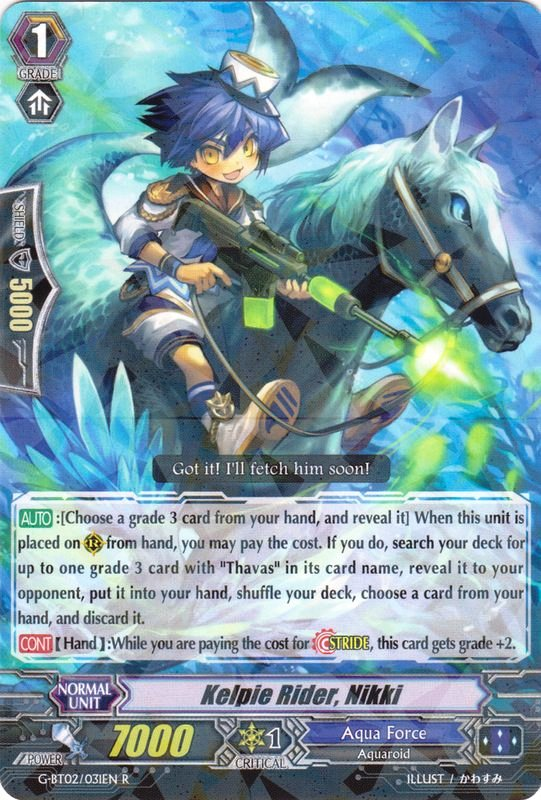 1
GRADE1
SHIELD
5000
Got it! I'll fetch him soon!
AUTO :[Choose a grade 3 card from your hand, and reveal it] When this unit is
placed on R from hand, you may pay the cost. If you do, search your deck for
up to one grade 3 card with "Thavas" in its card name, reveal it to your
opponent, put it into your hand, shuffle your deck, choose a card from your
hand, and discard it.
CONT【Hand】:While you are paying the cost for STRIDE, this card gets grade +2.
NORMAL
UNIT
Kelpie Rider, Nikki
POWER
7000
1
CRITICAL
Aqua Force
Aquaroid
G-BT02/031EN R
ILLUST / かわすみ